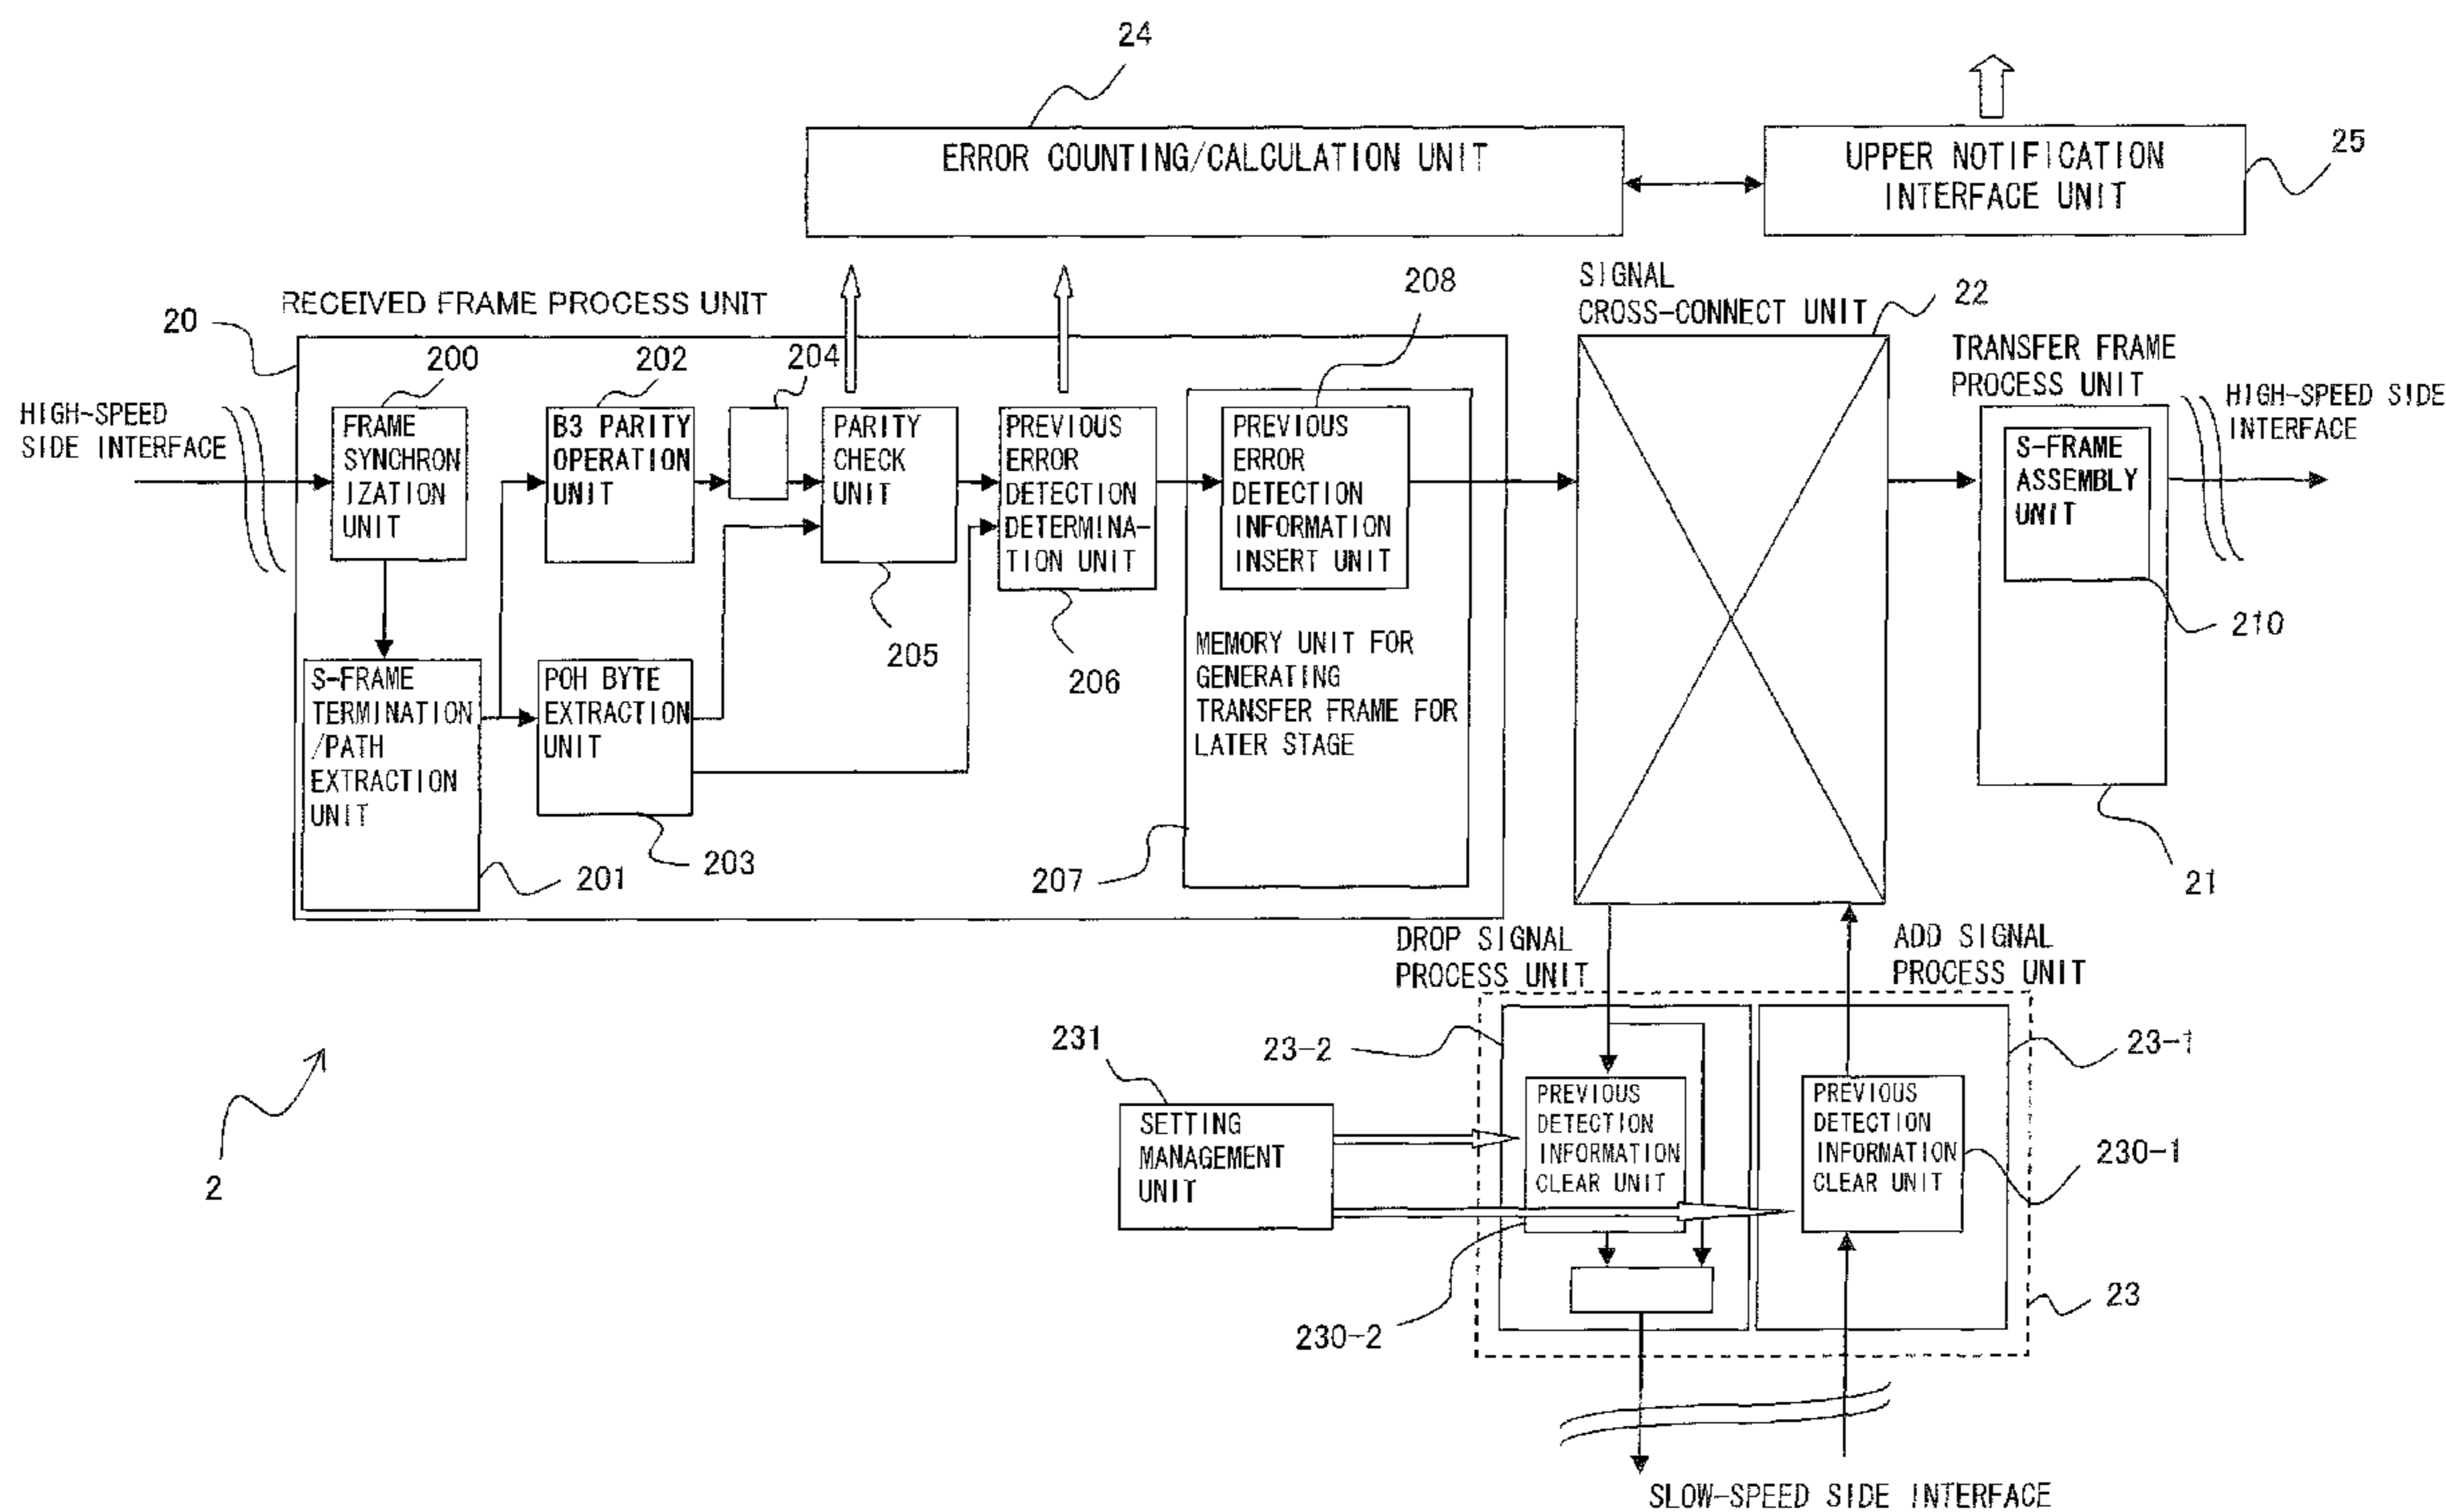 24
ERROR COUNTING/CALCULATION UNIT
UPPER NOTIFICATION
INTERFACE UNIT
25
RECEIVED FRAME PROCESS UNIT
20
200
202
204
208
SIGNAL
CROSS-CONNECT UNIT
22
TRANSFER FRAME
PROCESS UNIT
HIGH-SPEED
SIDE INTERFACE
FRAME
SYNCHRON
IZATION
UNIT
B3 PARITY
OPERATION
UNIT
PARITY
CHECK
UNIT
PREVIOUS
ERROR
DETECTION
DETERMINA-
TION UNIT
PREVIOUS
ERROR
DETECTION
INFORMATION
INSERT UNIT
S-FRAME
ASSEMBLY
UNIT
HIGH-SPEED SIDE
INTERFACE
205
206
210
S-FRAME
TERMINATION
/PATH
EXTRACTION
UNIT
POH BYTE
EXTRACTION
UNIT
MEMORY UNIT FOR
GENERATING
TRANSFER FRAME FOR
LATER STAGE
201
203
207
21
DROP SIGNAL
PROCESS UNIT
ADD SIGNAL
PROCESS UNIT
2
231
SETTING
MANAGEMENT
UNIT
23-2
PREVIOUS
DETECTION
INFORMATION
CLEAR UNIT
PREVIOUS
DETECTION
INFORMATION
CLEAR UNIT
23-1
230-1
230-2
23
SLOW-SPEED SIDE INTERFACE